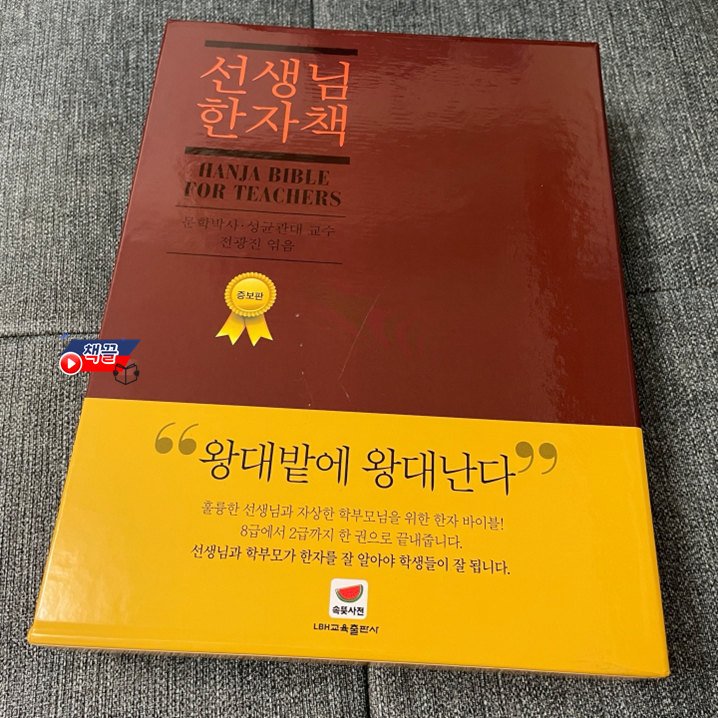 선생님
한자책
HANJA BIBLE
FOR TEACHERS
문학박사·성균관대 교수
전광진 엮음
증보판
책끌
“왕대밭에 왕대난다”
훌륭한 선생님과 자상한 학부모님을 위한 한자 바이블!
8급에서 2급까지 한 권으로 끝내줍니다.
선생님과 학부모가 한자를 잘 알아야 학생들이 잘 됩니다.
속뜻사전
LBH교육출판사